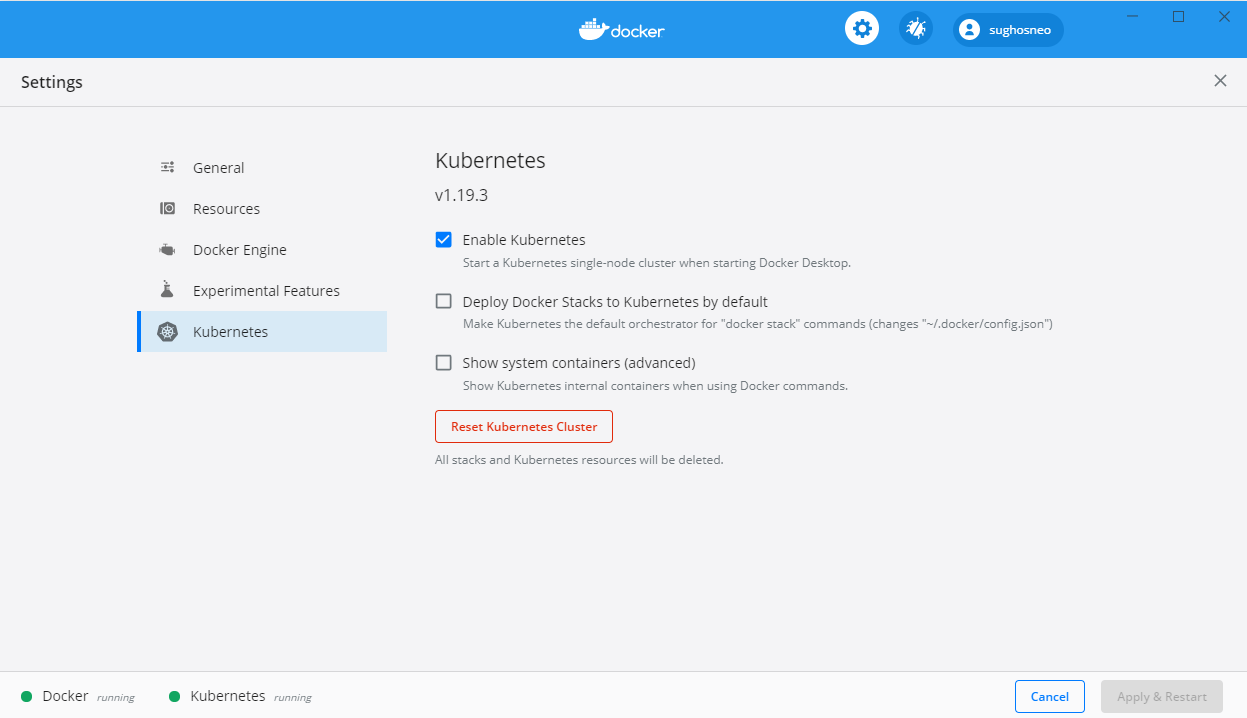 docker
sughosneo
Settings
General
Resources
Docker Engine
Experimental Features
Kubernetes
Kubernetes
v1.19.3
Enable Kubernetes
Start a Kubernetes single-node cluster when starting Docker Desktop.
Deploy Docker Stacks to Kubernetes by default
Make Kubernetes the default orchestrator for "docker stack" commands (changes "~/.docker/config.json")
Show system containers (advanced)
Show Kubernetes internal containers when using Docker commands.
Reset Kubernetes Cluster
All stacks and Kubernetes resources will be deleted.
Docker running Kubernetes running Cancel Apply & Restart